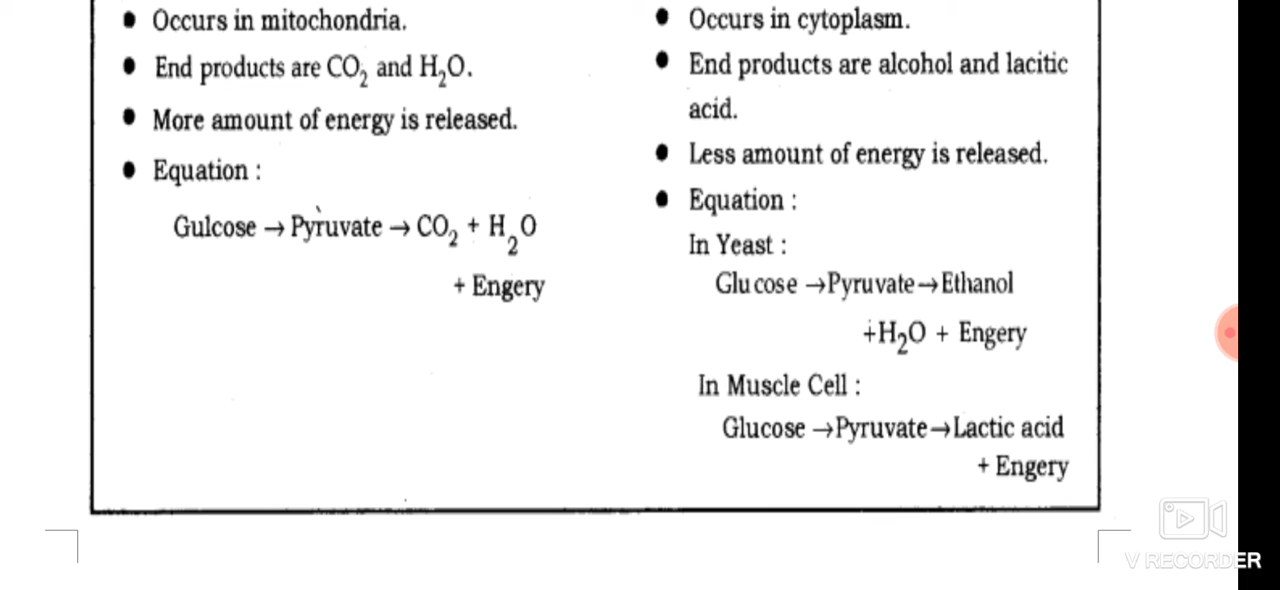 • Occurs in mitochondria.
• End products are CO₂ and H₂O.
• More amount of energy is released.
• Equation :
Gulcose → Pyruvate → CO₂ + H₂O
+ Engery
• Occurs in cytoplasm.
• End products are alcohol and lacitic
acid.
• Less amount of energy is released.
• Equation :
In Yeast :
Glucose → Pyruvate → Ethanol
+H₂O + Engery
In Muscle Cell :
Glucose → Pyruvate → Lactic acid
+ Engery
V RECORDER